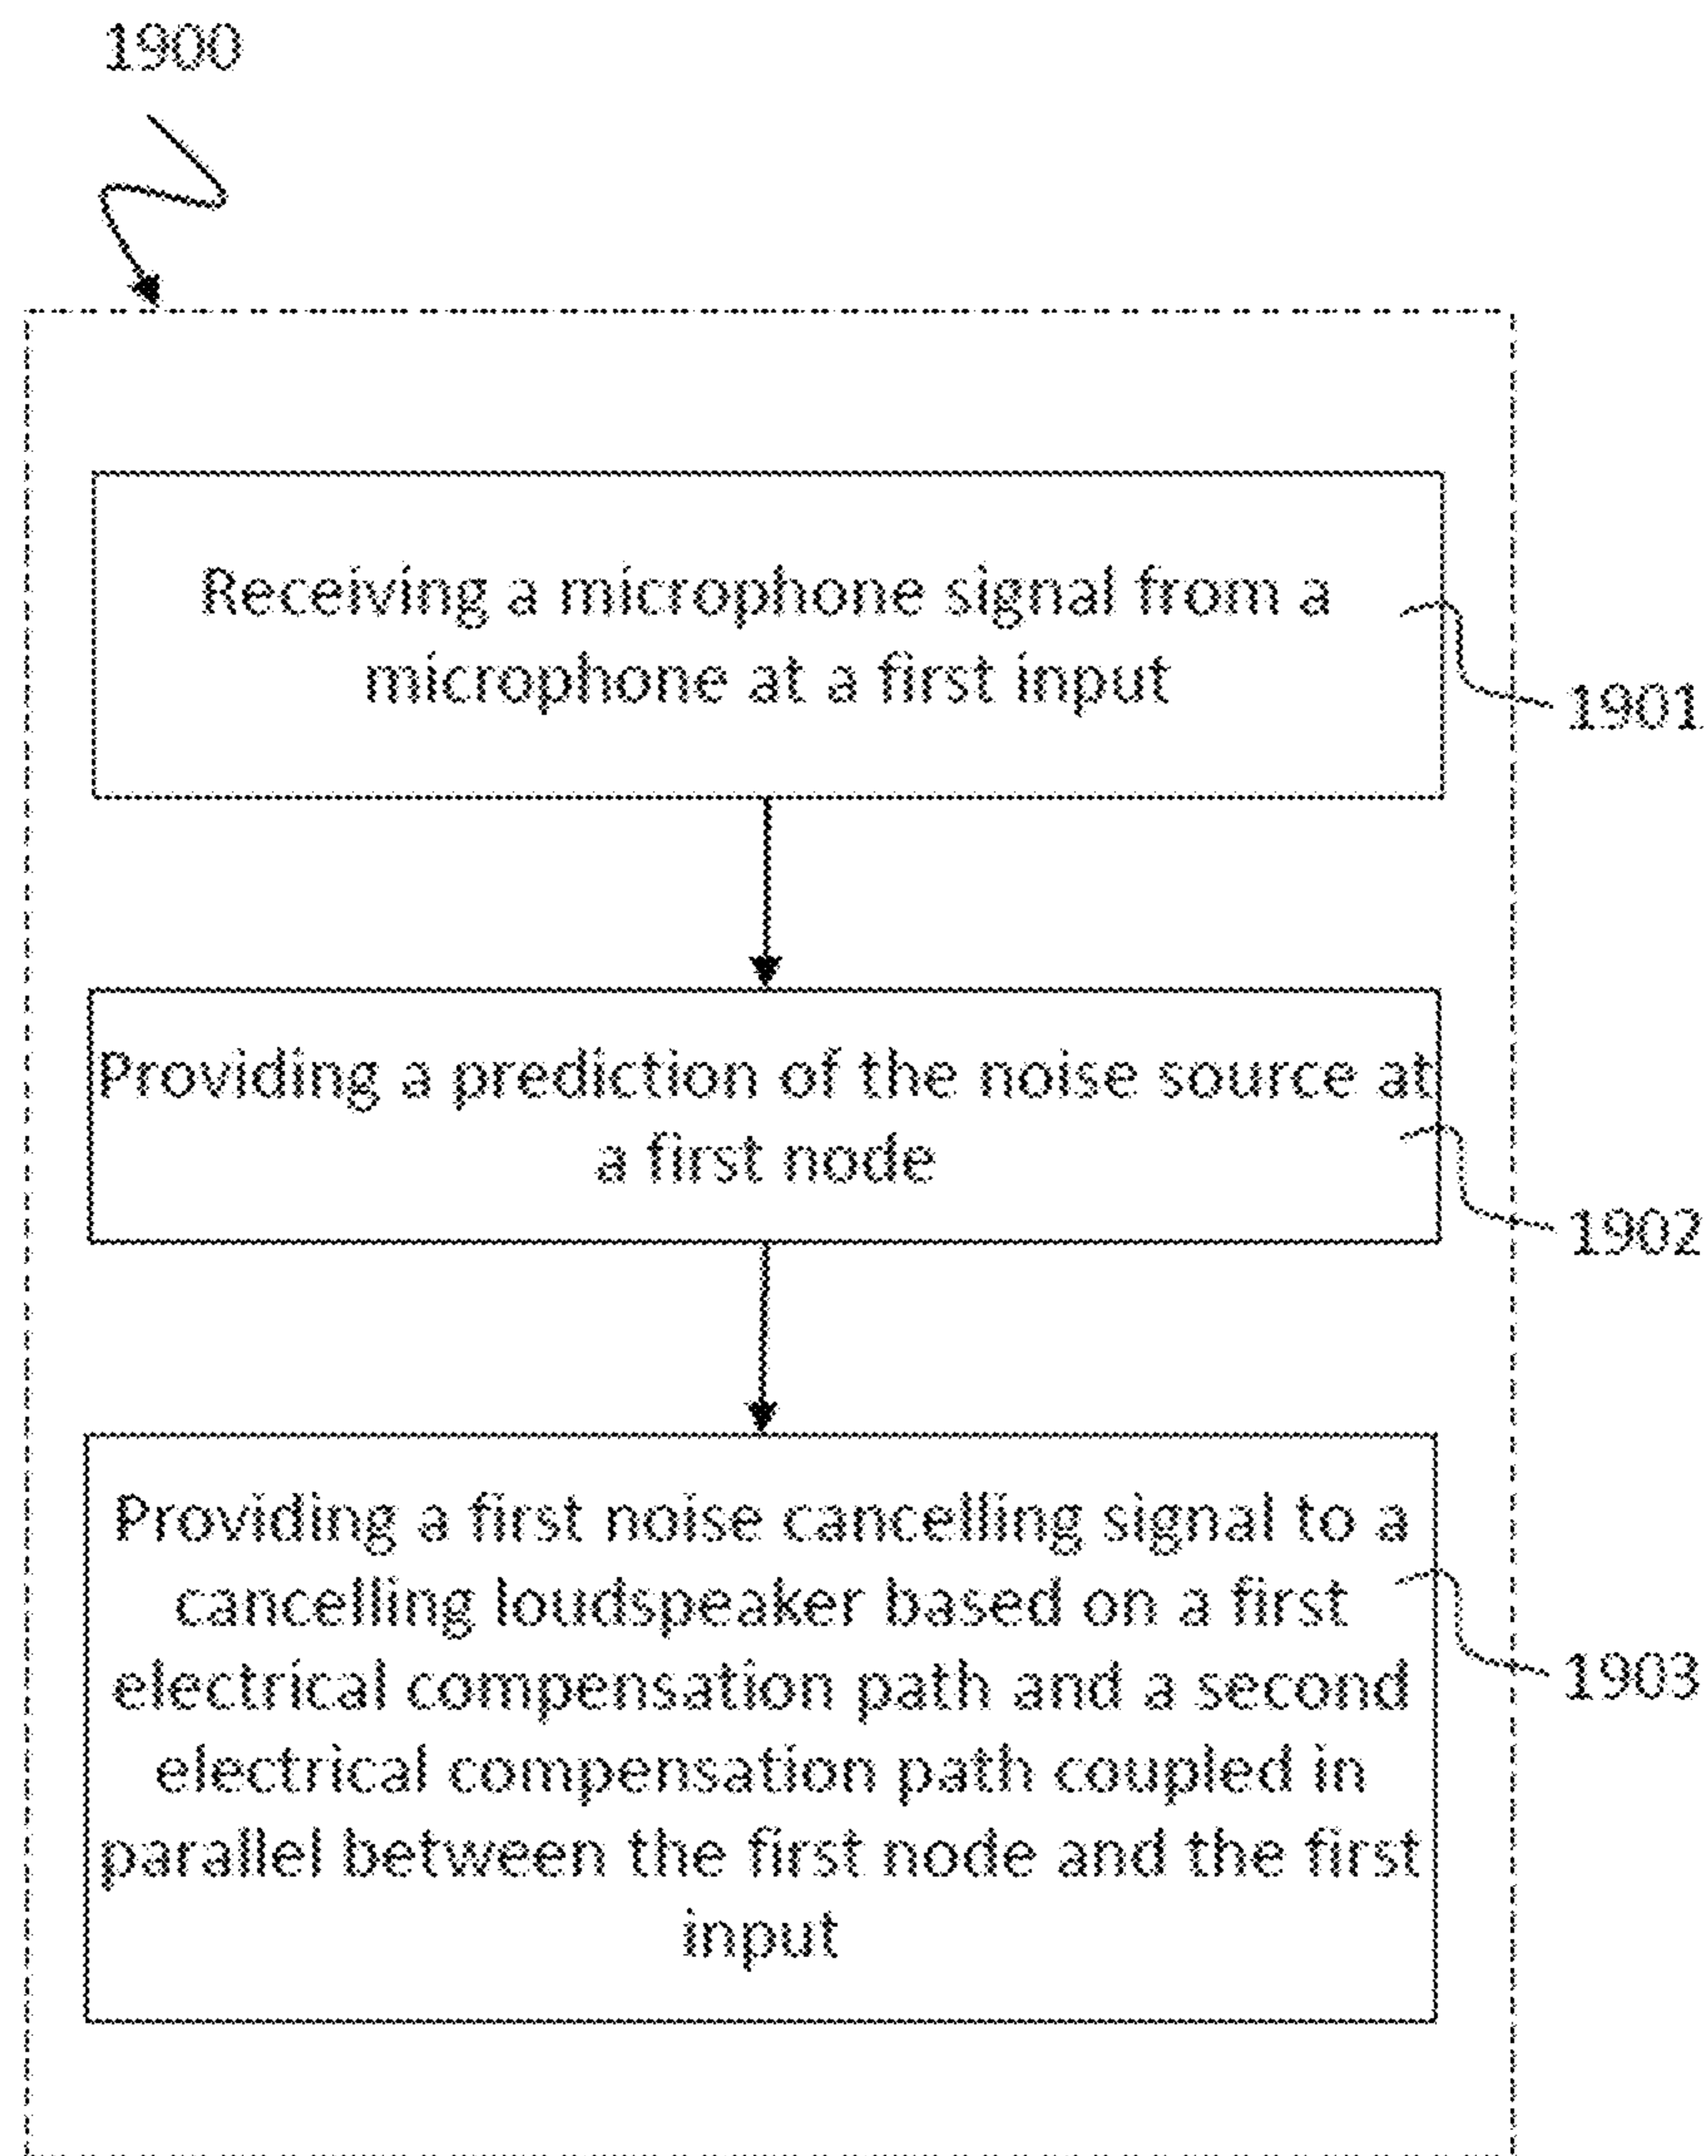 1900
Receiving a microphone signal from a
microphone at a first input
1901
Providing a prediction of the noise source at
a first node
1902
Providing a first noise cancelling signal to a
cancelling loudspeaker based on a first
electrical compensation path and a second
electrical compensation path coupled in
parallel between the first node and the first
input
1903